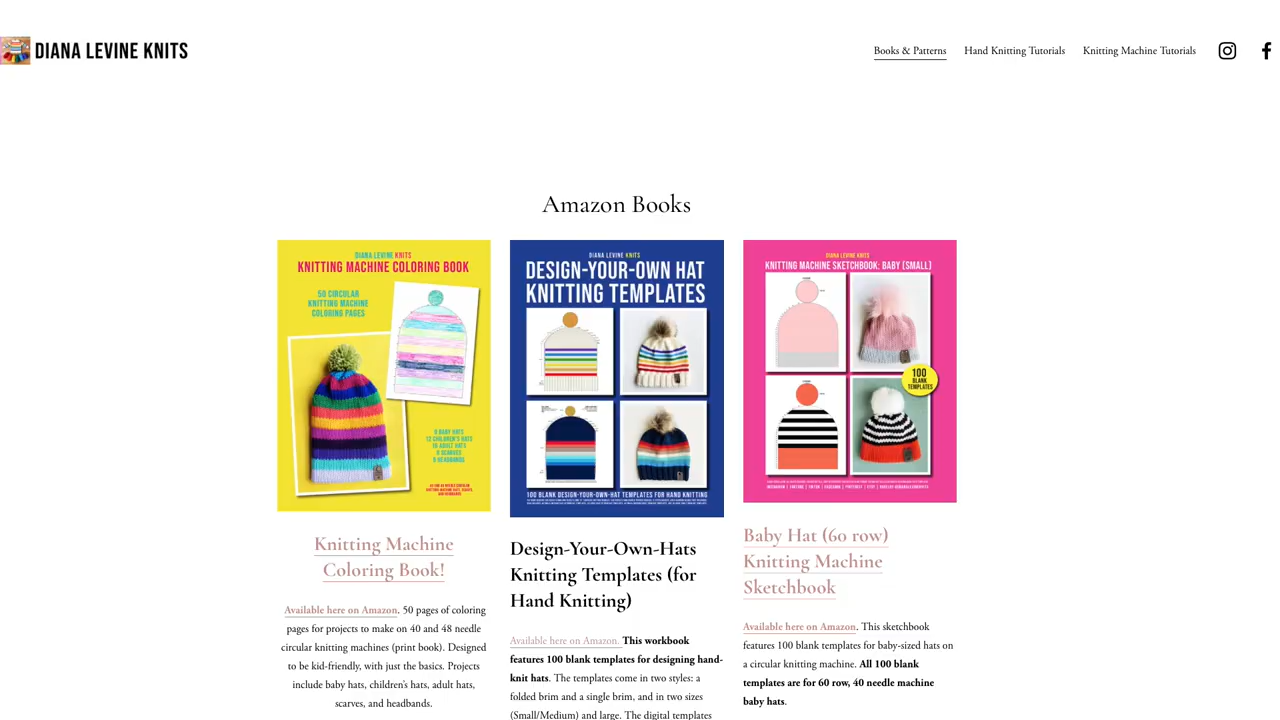 DIANA LEVINE KNITS
Books & Patterns
Hand Knitting Tutorials
Knitting Machine Tutorials
Amazon Books
DIANA LEVINE KNITS
KNITTING MACHINE COLORING BOOK
50 CIRCULAR
KNITTING MACHINE
COLORING PAGES
9 BABY HATS
DIANA LEVINE KNITS
DESIGN-YOUR-OWN HAT
KNITTING TEMPLATES
100 BLANK DESIGN-YOUR-OWN-HAT TEMPLATES FOR HAND KNITTING
DIANA LEVINE KNITS
KNITTING MACHINE SKETCHBOOK: BABY (SMALL)
100
BLANK
TEMPLATES
Knitting Machine
Coloring Book!
Available here on Amazon. 50 pages of coloring
pages for projects to make on 40 and 48 needle
circular knitting machines (print book). Designed
to be kid-friendly, with just the basics. Projects
include baby hats, children's hats, adult hats,
scarves, and headbands.
Design-Your-Own-Hats
Knitting Templates (for
Hand Knitting)
Available here on Amazon. This workbook
features 100 blank templates for designing hand-
knit hats. The templates come in two styles: a
folded brim and a single brim, and in two sizes
(Small/Medium) and large. The digital templates
Baby Hat (60 row)
Knitting Machine
Sketchbook
Available here on Amazon. This sketchbook
features 100 blank templates for baby-sized hats on
a circular knitting machine. All 100 blank
templates are for 60 row, 40 needle machine
baby hats.